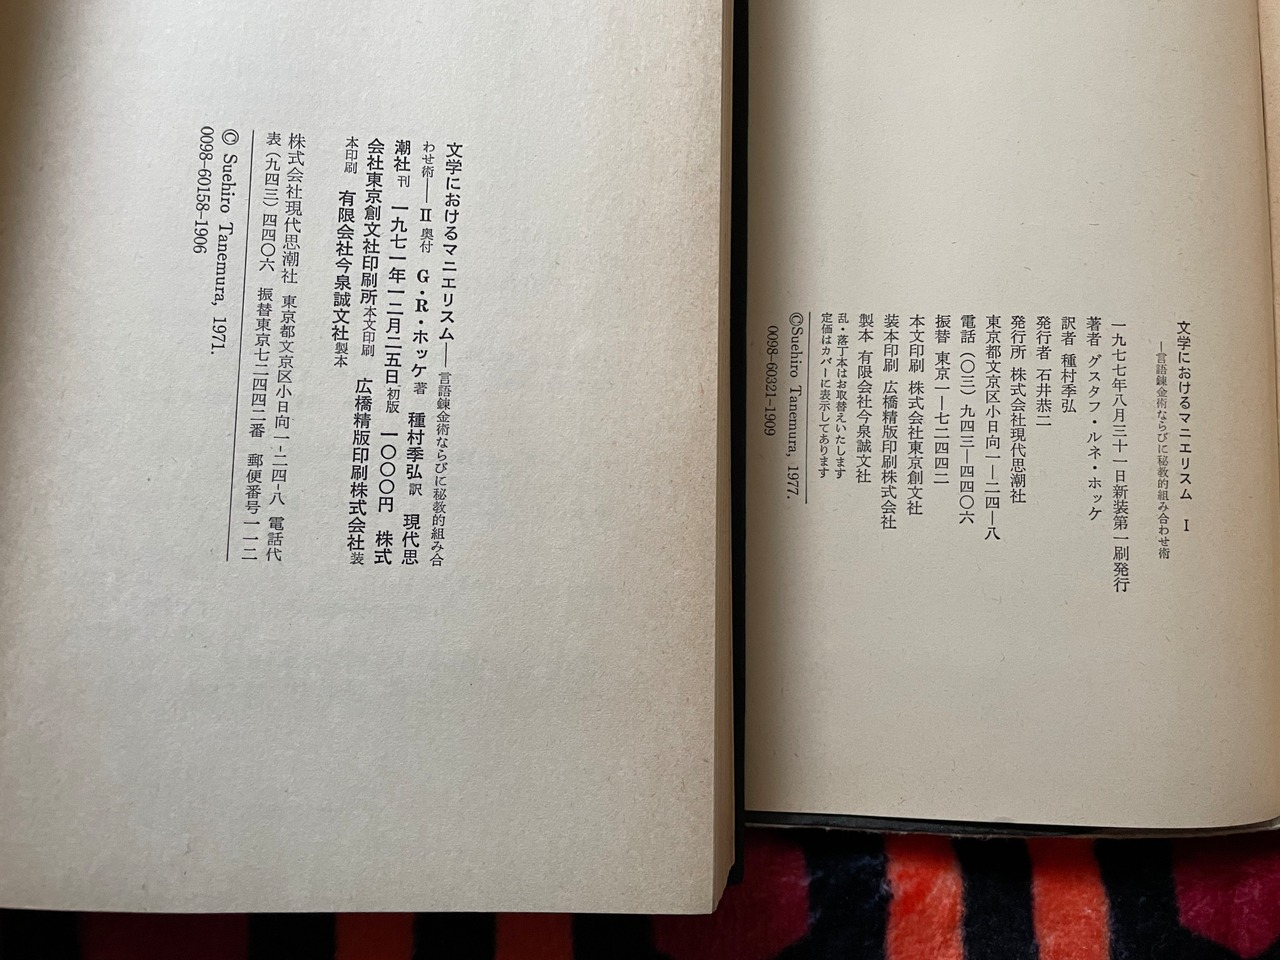 文学におけるマニエリスム I
―言語錬金術ならびに秘教的組み合わせ術
一九七七年八月三十一日新装第一刷発行
著者 グスタフ・ルネ・ホッケ
訳者 種村季弘
発行者 石井恭二
発行所 株式会社現代思潮社
東京都文京区小日向一―二四―八
電話 (〇三) 九四三―四四〇六
振替 東京一―七二四四二
本文印刷 株式会社東京創文社
装本印刷 広橋精版印刷株式会社
製本 有限会社今泉誠文社
乱・落丁本はお取替えいたします
定価はカバーに表示してあります
©Suehiro Tanemura, 1977.
0098-60321-1909
文学におけるマニエリスム――言語錬金術ならびに秘教的組み合
わせ術――II 奥付 G・R・ホッケ著 種村季弘訳 現代思
潮社刊 一九七一年一二月二五日初版 一〇〇〇円 株式
会社東京創文社印刷所本文印刷 広橋精版印刷株式会社装
本印刷 有限会社今泉誠文社製本
株式会社現代思潮社 東京都文京区小日向一-二四-八 電話代
表 (九四三) 四四〇六 振替東京七二四四二番 郵便番号一一二
© Suehiro Tanemura, 1971.
0098-60158-1906